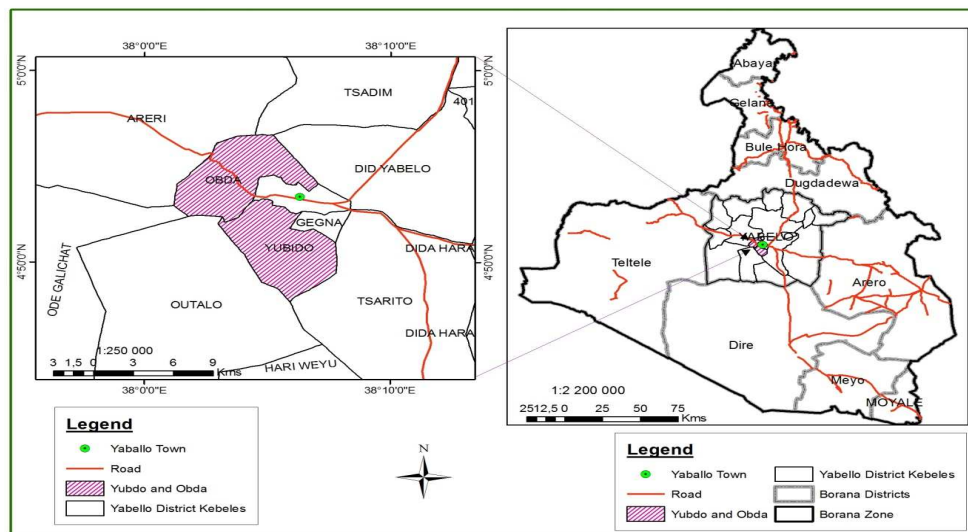 38°0'0"E 38°10'0"E
5°0'0"N 5°0'0"N
TSADIM
401
ARERI
DID YABELO
OBDA
GEGNA
YUBIDO
DIDA HARA
4°50'0"N 4°50'0"N
ODE GALICHAT
OUTALO
TSARITO
DIDA HARA
1:250 000
HARI WEYU
3 1,5 0 3 6 9
Kms
38°0'0"E 38°10'0"E
Legend
Yaballo Town
Road
Yubdo and Obda
Yabello District Kebeles
N
Abaya
Gelana
Bule Hora
Dugdadewa
YABELO
Teltele
Arero
Dire
Meyo
MOYALE
1:2 200 000
25 12,5 0 25 50 75
Kms
Legend
Yaballo Town
Road
Yubdo and Obda
Yabello District Kebeles
Borana Districts
Borana Zone